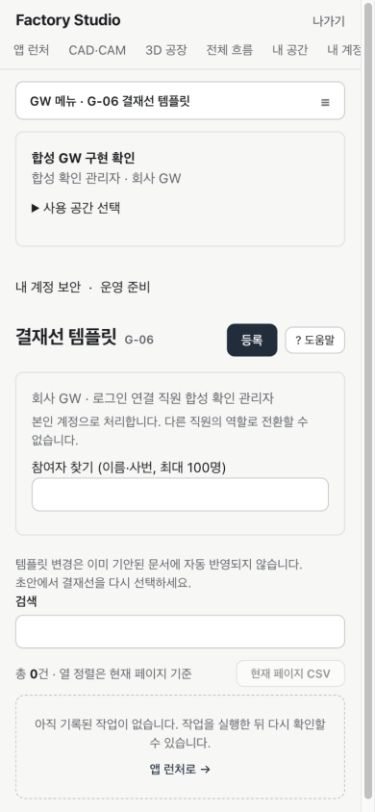 Factory Studio
나가기
앱 런처 CAD·CAM 3D 공장 전체 흐름 내 공간 내 계정
GW 메뉴 · G-06 결재선 템플릿 ≡
합성 GW 구현 확인
합성 확인 관리자 · 회사 GW
▶ 사용 공간 선택
내 계정 보안 · 운영 준비
결재선 템플릿 G-06
등록
? 도움말
회사 GW · 로그인 연결 직원 합성 확인 관리자
본인 계정으로 처리합니다. 다른 직원의 역할로 전환할 수
없습니다.
참여자 찾기 (이름·사번, 최대 100명)
템플릿 변경은 이미 기안된 문서에 자동 반영되지 않습니다.
초안에서 결재선을 다시 선택하세요.
검색
총 0건 · 열 정렬은 현재 페이지 기준
현재 페이지 CSV
아직 기록된 작업이 없습니다. 작업을 실행한 뒤 다시 확인할
수 있습니다.
앱 런처로 →